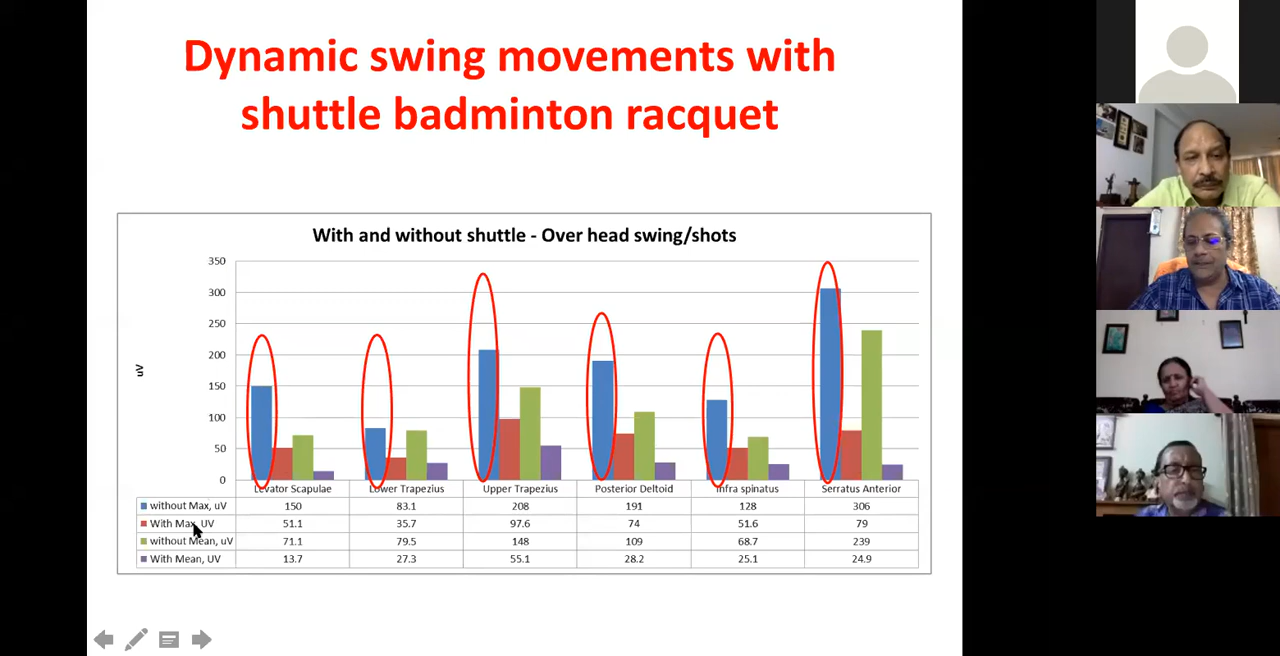 Dynamic swing movements with
shuttle badminton racquet
With and without shuttle - Over head swing/shots
350
300
250
200
150
100
50
0
uV
Levator Scapulae Lower Trapezius Upper Trapezius Posterior Deltoid Infra spinatus Serratus Anterior
without Max, uV 150 83.1 208 191 128 306
With Max, UV 51.1 35.7 97.6 74 51.6 79
without Mean, uV 71.1 79.5 148 109 68.7 239
With Mean, UV 13.7 27.3 55.1 28.2 25.1 24.9